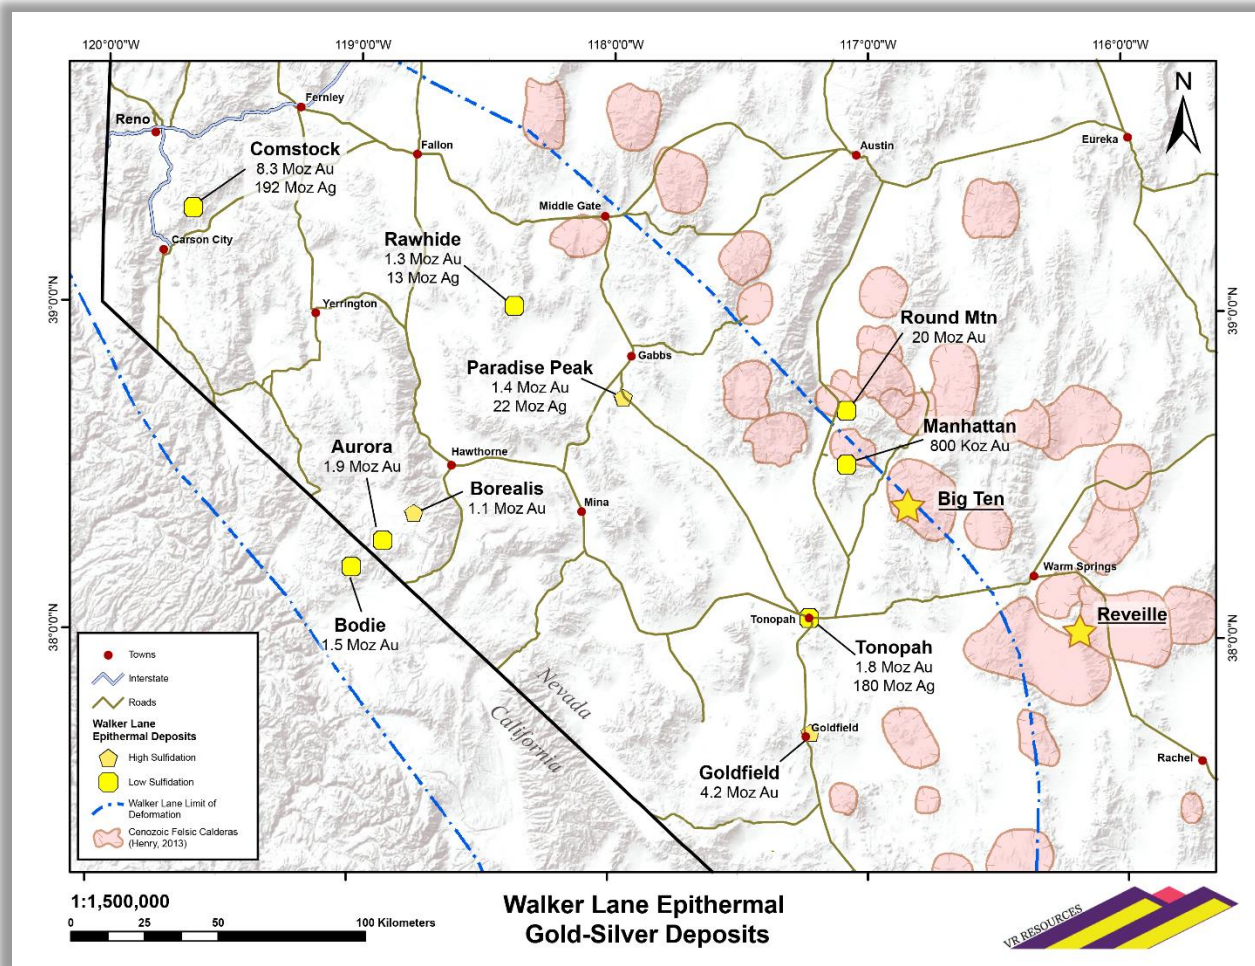 120°0'0"W
119°0'0"W
118°0'0"W
117°0'0"W
116°0'0"W
N
Fernley
Reno
Comstock
8.3 Moz Au
192 Moz Ag
Fallon
Austin
Eureka
Middle Gate
Carson City
Rawhide
1.3 Moz Au
13 Moz Ag
39°0'0"N
39°0'0"N
Yerrington
Round Mtn
20 Moz Au
Gabbs
Paradise Peak
1.4 Moz Au
22 Moz Ag
Manhattan
800 Koz Au
Aurora
1.9 Moz Au
Hawthorne
Borealis
1.1 Moz Au
Mina
Big Ten
Warm Springs
Bodie
1.5 Moz Au
Reveille
38°0'0"N
38°0'0"N
Tonopah
Tonopah
1.8 Moz Au
180 Moz Ag
Nevada
California
Goldfield
Goldfield
4.2 Moz Au
Rachel
Towns
Interstate
Roads
Walker Lane
Epithermal Deposits
High Sulfidation
Low Sulfidation
Walker Lane Limit of
Deformation
Cenozoic Felsic Calderas
(Henry, 2013)
1:1,500,000
0 25 50 100 Kilometers
Walker Lane Epithermal
Gold-Silver Deposits
VR RESOURCES